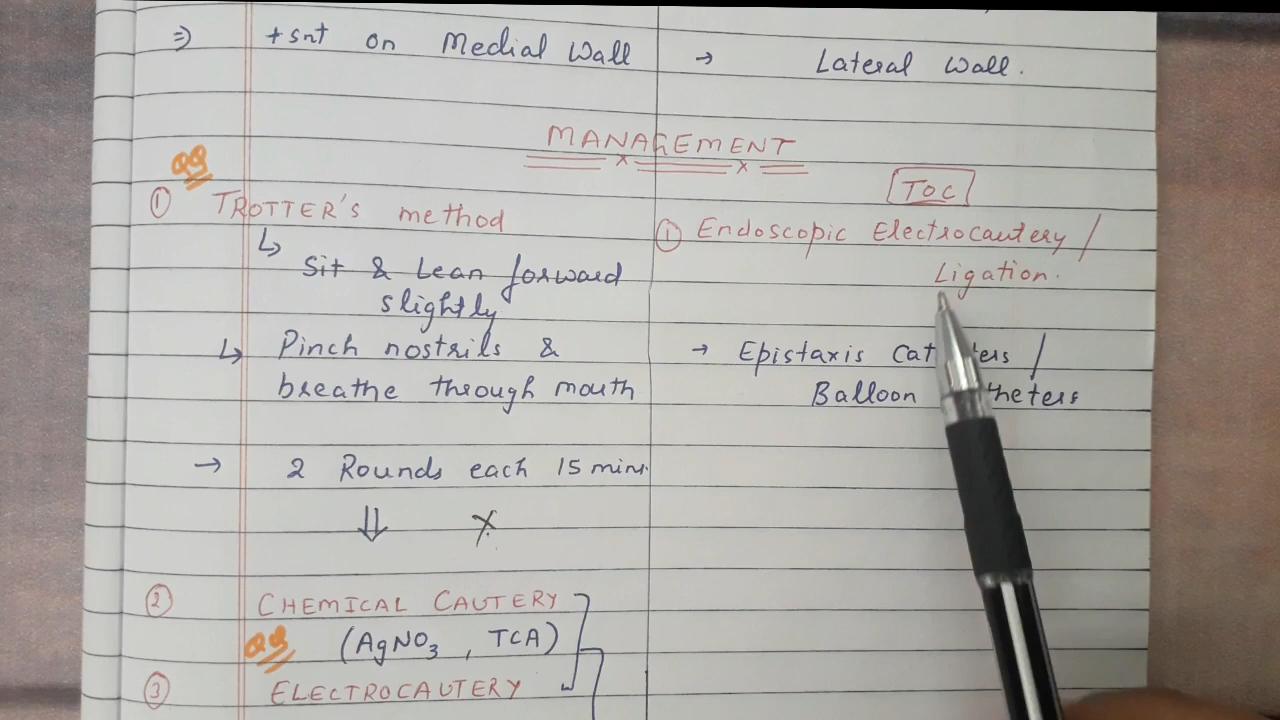 ⇒ +snt on Medial Wall → Lateral Wall.
MANAGEMENT
① TROTTER'S method
↳ Sit & Lean forward
slightly
↳ Pinch nostrils &
breathe through mouth
→ 2 Rounds each 15 mins.
⇓ X
② CHEMICAL CAUTERY
(AgNO₃, TCA)
③ ELECTROCAUTERY
TOC
① Endoscopic Electrocautery /
Ligation.
→ Epistaxis /
Balloon